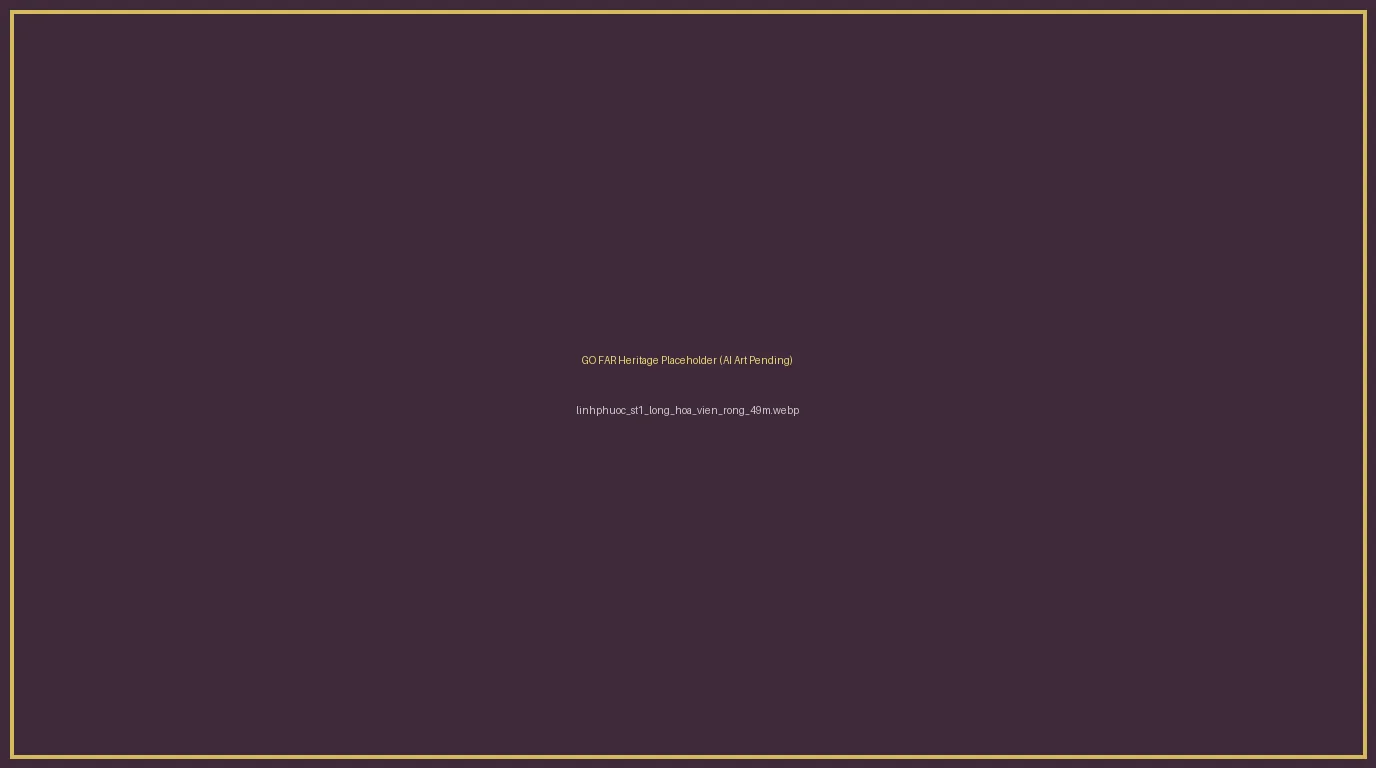 GO FAR Heritage Placeholder (AI Art Pending)
linhphuoc_st1_long_hoa_vien_rong_49m.webp